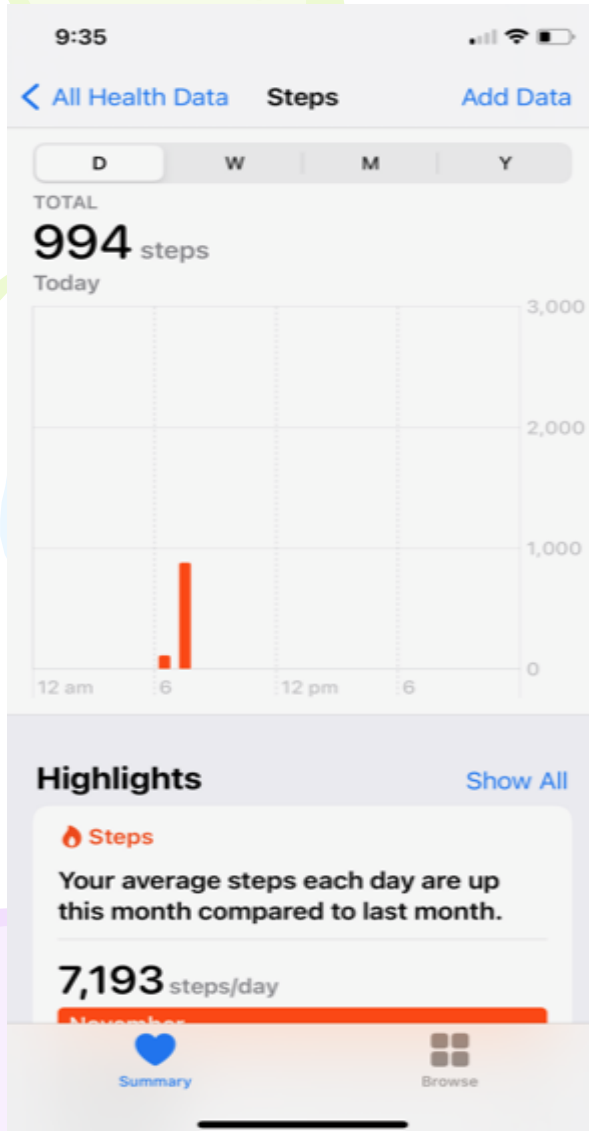 9:35
All Health Data Steps Add Data
D W M Y
TOTAL
994 steps
Today
3,000
2,000
1,000
0
12 am 6 12 pm 6
Highlights Show All
Steps
Your average steps each day are up
this month compared to last month.
7,193 steps/day
November
Summary Browse